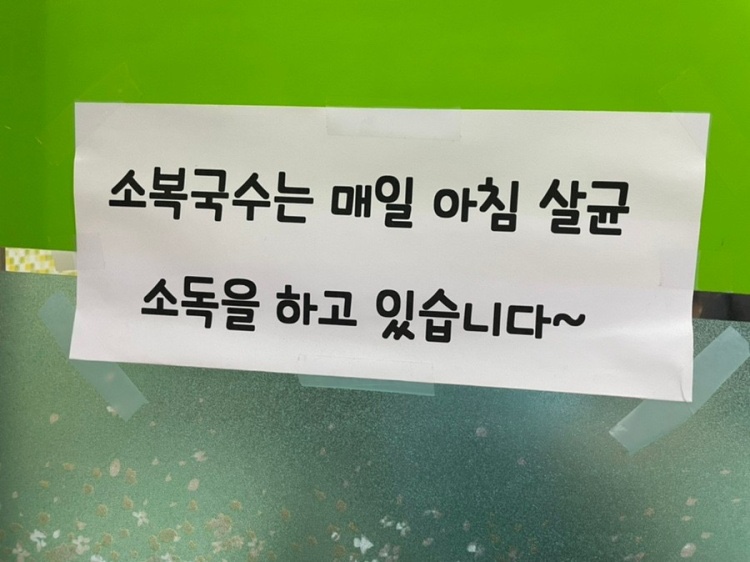 소복국수는 매일 아침 살균
소독을 하고 있습니다~